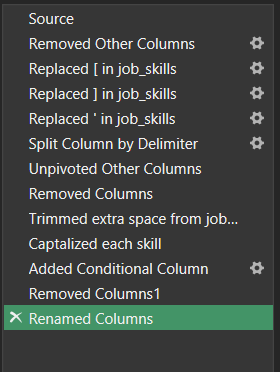 Source
Removed Other Columns
Replaced [ in job_skills
Replaced ] in job_skills
Replaced ' in job_skills
Split Column by Delimiter
Unpivoted Other Columns
Removed Columns
Trimmed extra space from job...
Captalized each skill
Added Conditional Column
Removed Columns1
Renamed Columns